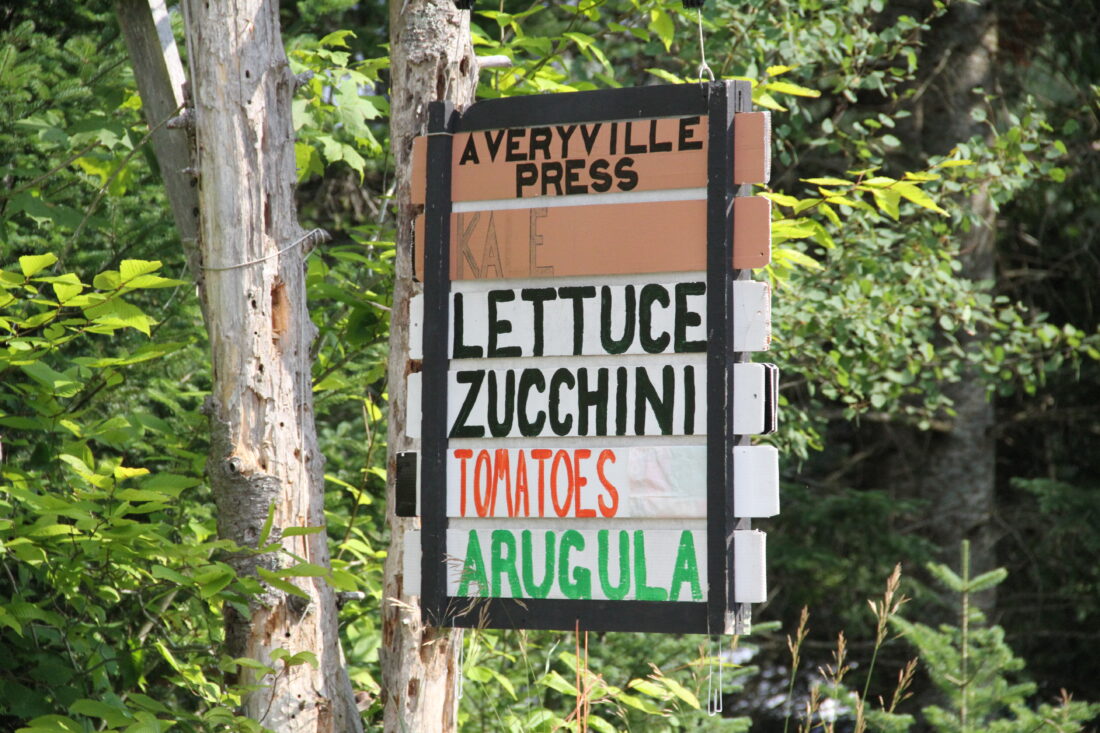 AVERYVILLE
PRESS
KALE
LETTUCE
ZUCCHINI
TOMATOES
ARUGULA